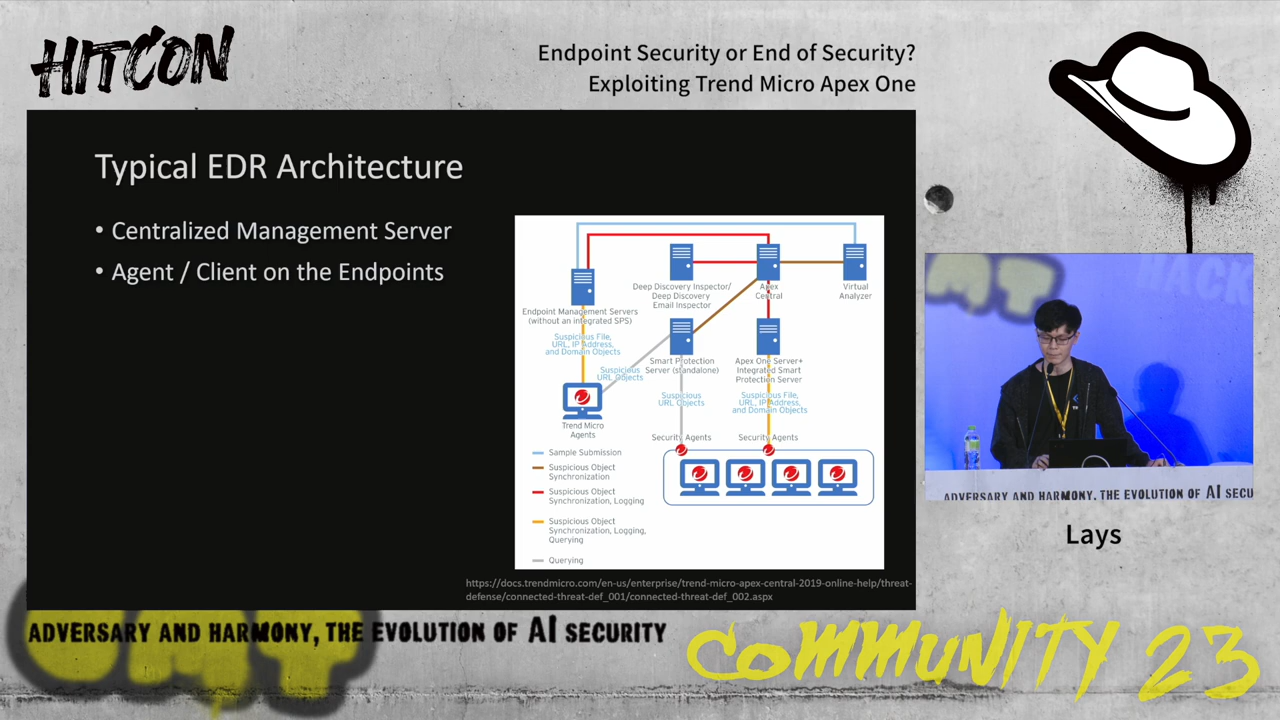 HITCON
Endpoint Security or End of Security?
Exploiting Trend Micro Apex One
Typical EDR Architecture
• Centralized Management Server
• Agent / Client on the Endpoints
Deep Discovery Inspector/
Deep Discovery
Email Inspector
Apex
Central
Virtual
Analyzer
Endpoint Management Servers
(without an integrated SPS)
Suspicious File,
URL, IP Address,
and Domain Objects
Suspicious
URL Objects
Smart Protection
Server (standalone)
Apex One Server+
Integrated Smart
Protection Server
Suspicious
URL Objects
Suspicious File,
URL, IP Address,
and Domain Objects
Trend Micro
Agents
Security Agents
Security Agents
Sample Submission
Suspicious Object
Synchronization
Suspicious Object
Synchronization, Logging
Suspicious Object
Synchronization, Logging,
Querying
Querying
https://docs.trendmicro.com/en-us/enterprise/trend-micro-apex-central-2019-online-help/threat-
defense/connected-threat-def_001/connected-threat-def_002.aspx
ADVERSARY AND HARMONY, THE EVOLUTION OF AI SECU
Lays
ADVERSARY AND HARMONY, THE EVOLUTION OF AI SECURITY
COMMUNITY 23